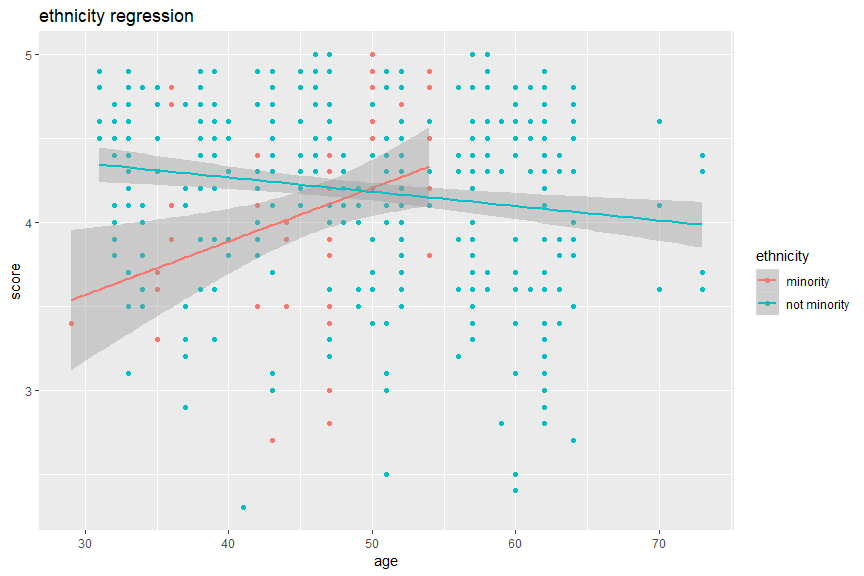 ethnicity regression
5
4
3
score
30 40 50 60 70
age
ethnicity
minority
not minority